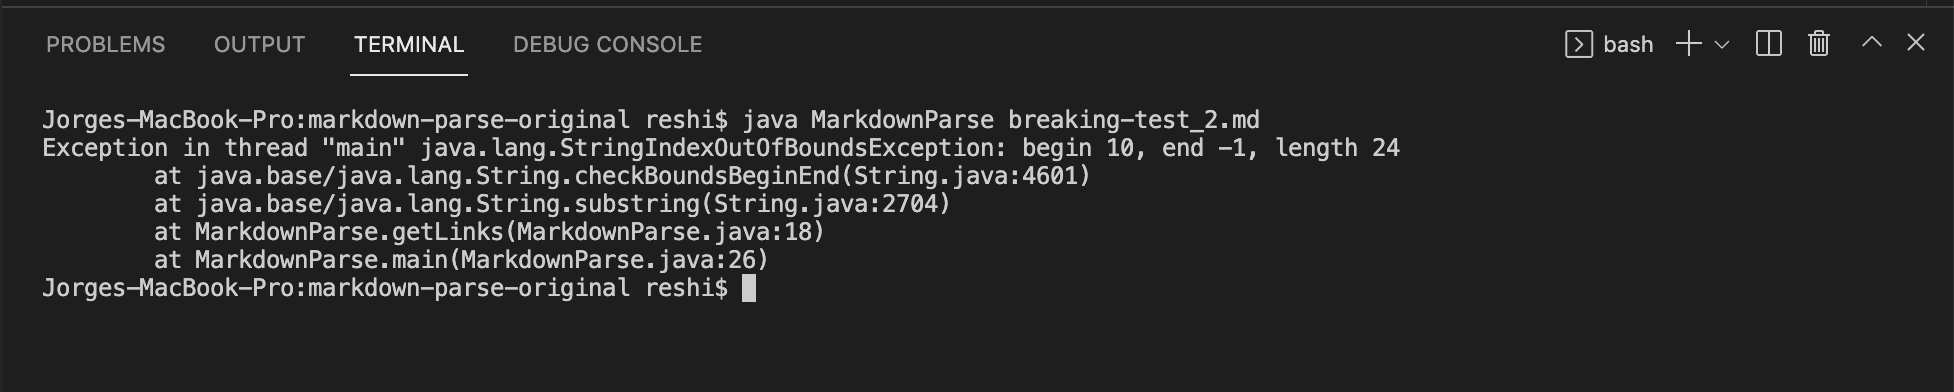 PROBLEMS OUTPUT TERMINAL DEBUG CONSOLE bash
Jorges-MacBook-Pro:markdown-parse-original reshi$ java MarkdownParse breaking-test_2.md
Exception in thread "main" java.lang.StringIndexOutOfBoundsException: begin 10, end -1, length 24
        at java.base/java.lang.String.checkBoundsBeginEnd(String.java:4601)
        at java.base/java.lang.String.substring(String.java:2704)
        at MarkdownParse.getLinks(MarkdownParse.java:18)
        at MarkdownParse.main(MarkdownParse.java:26)
Jorges-MacBook-Pro:markdown-parse-original reshi$